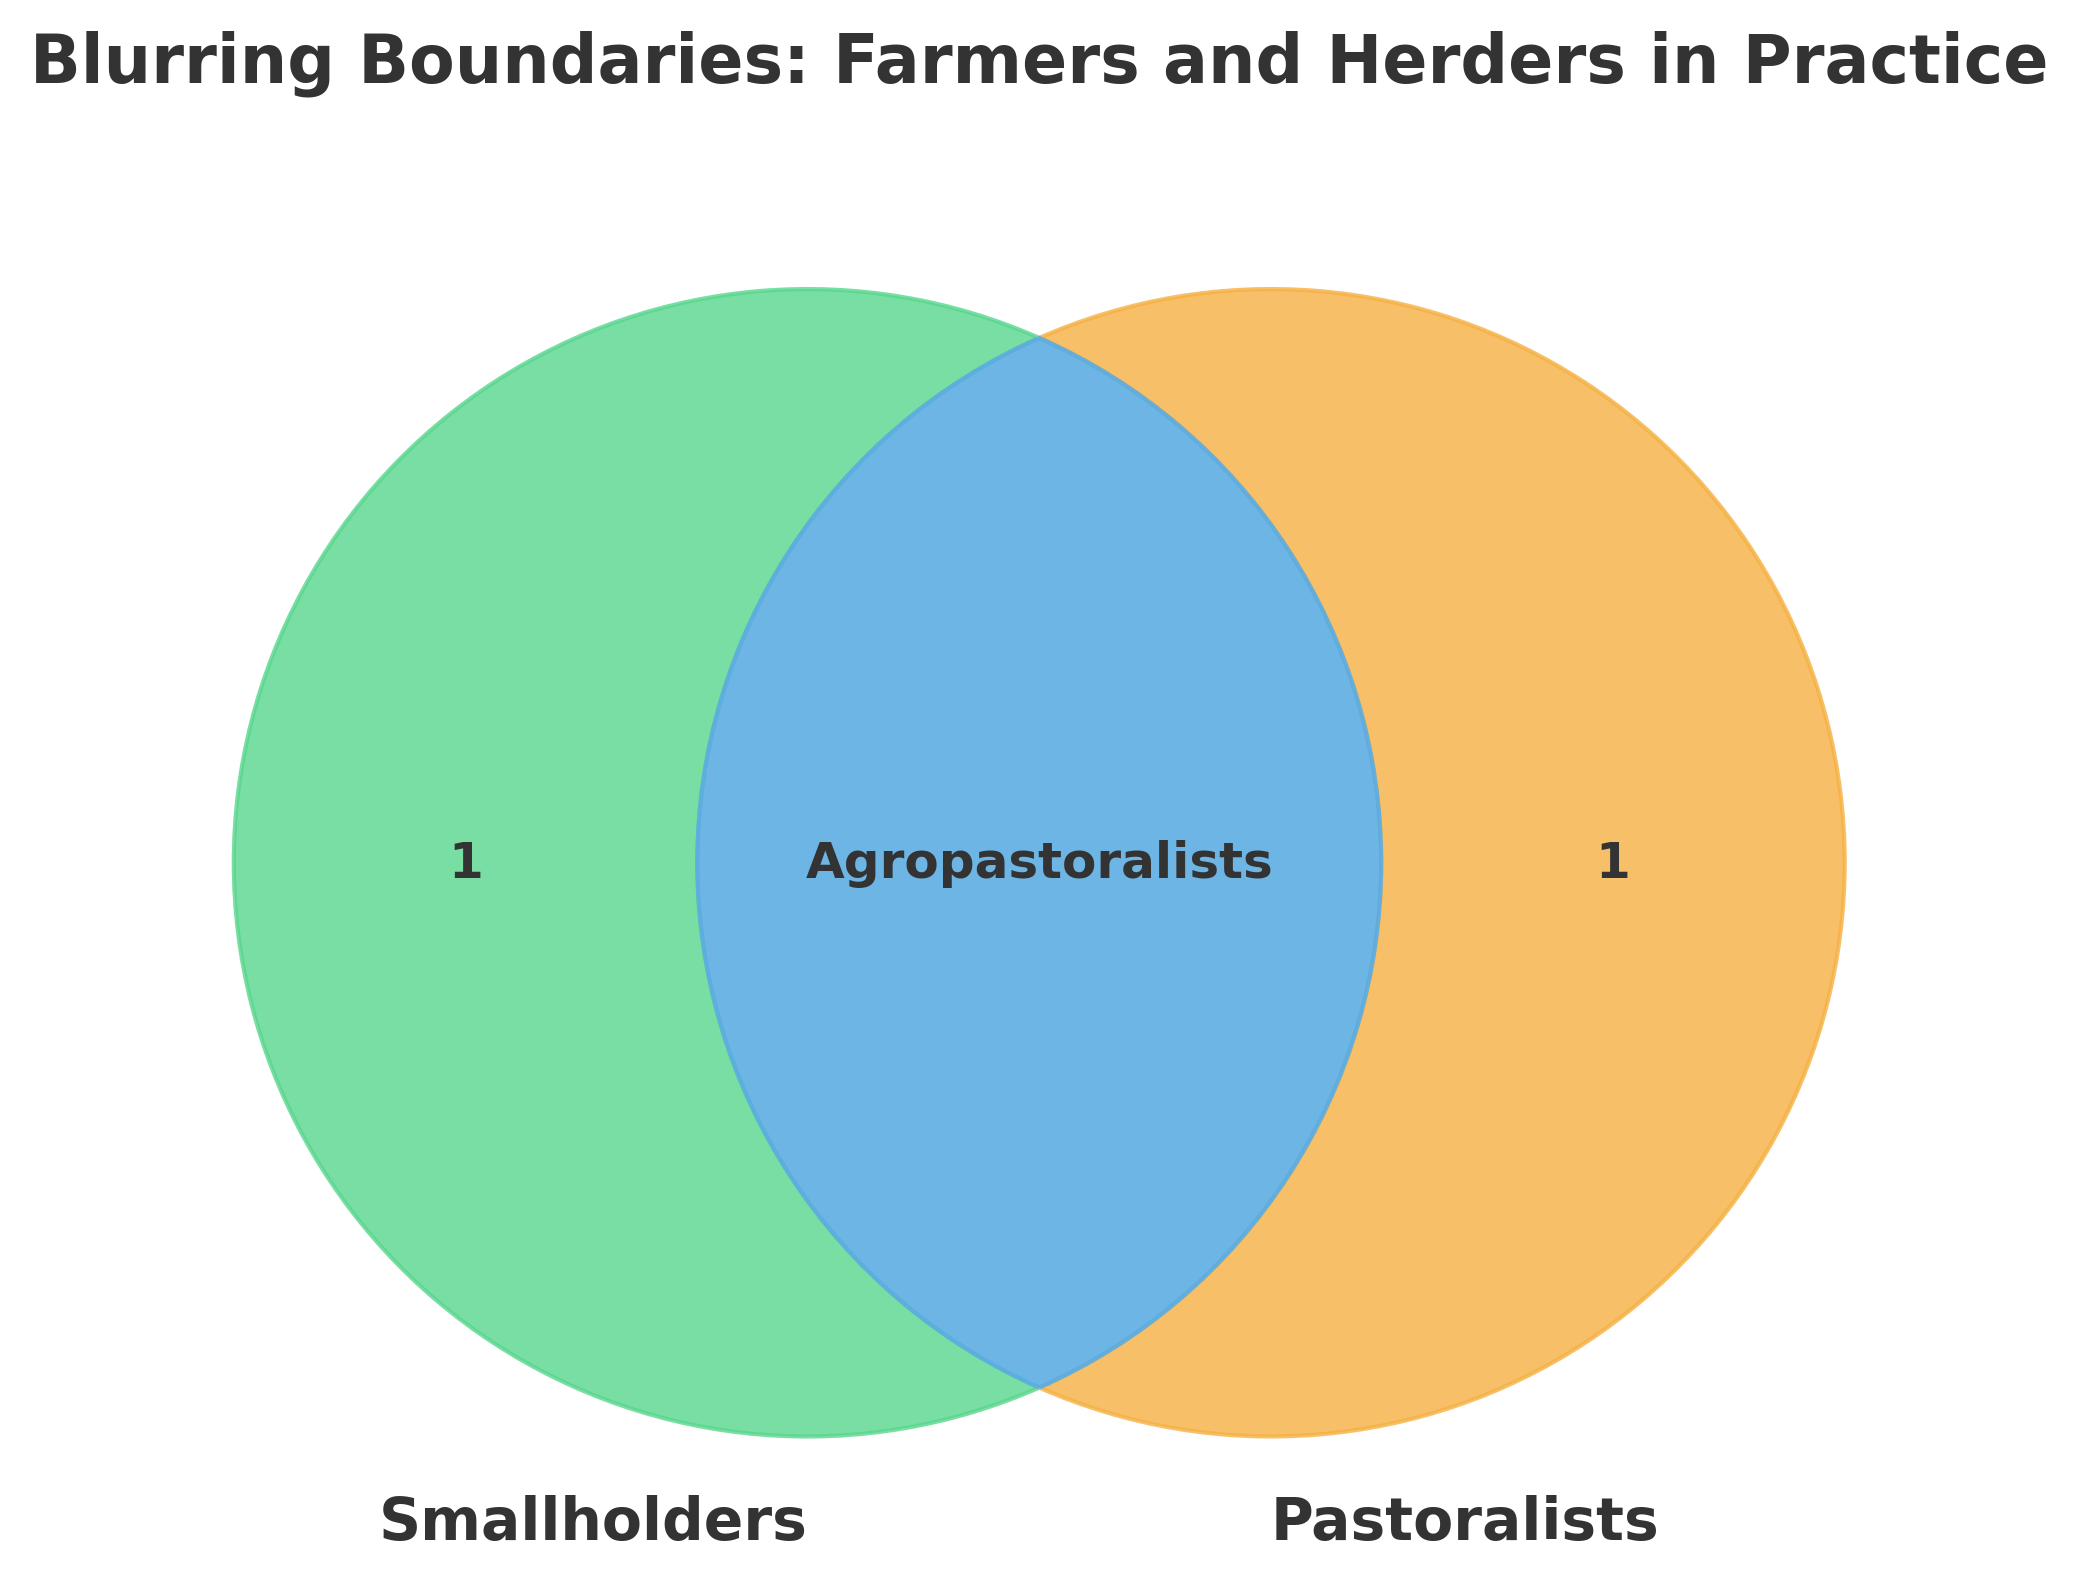 Blurring Boundaries: Farmers and Herders in Practice
1
Agropastoralists
1
Smallholders
Pastoralists